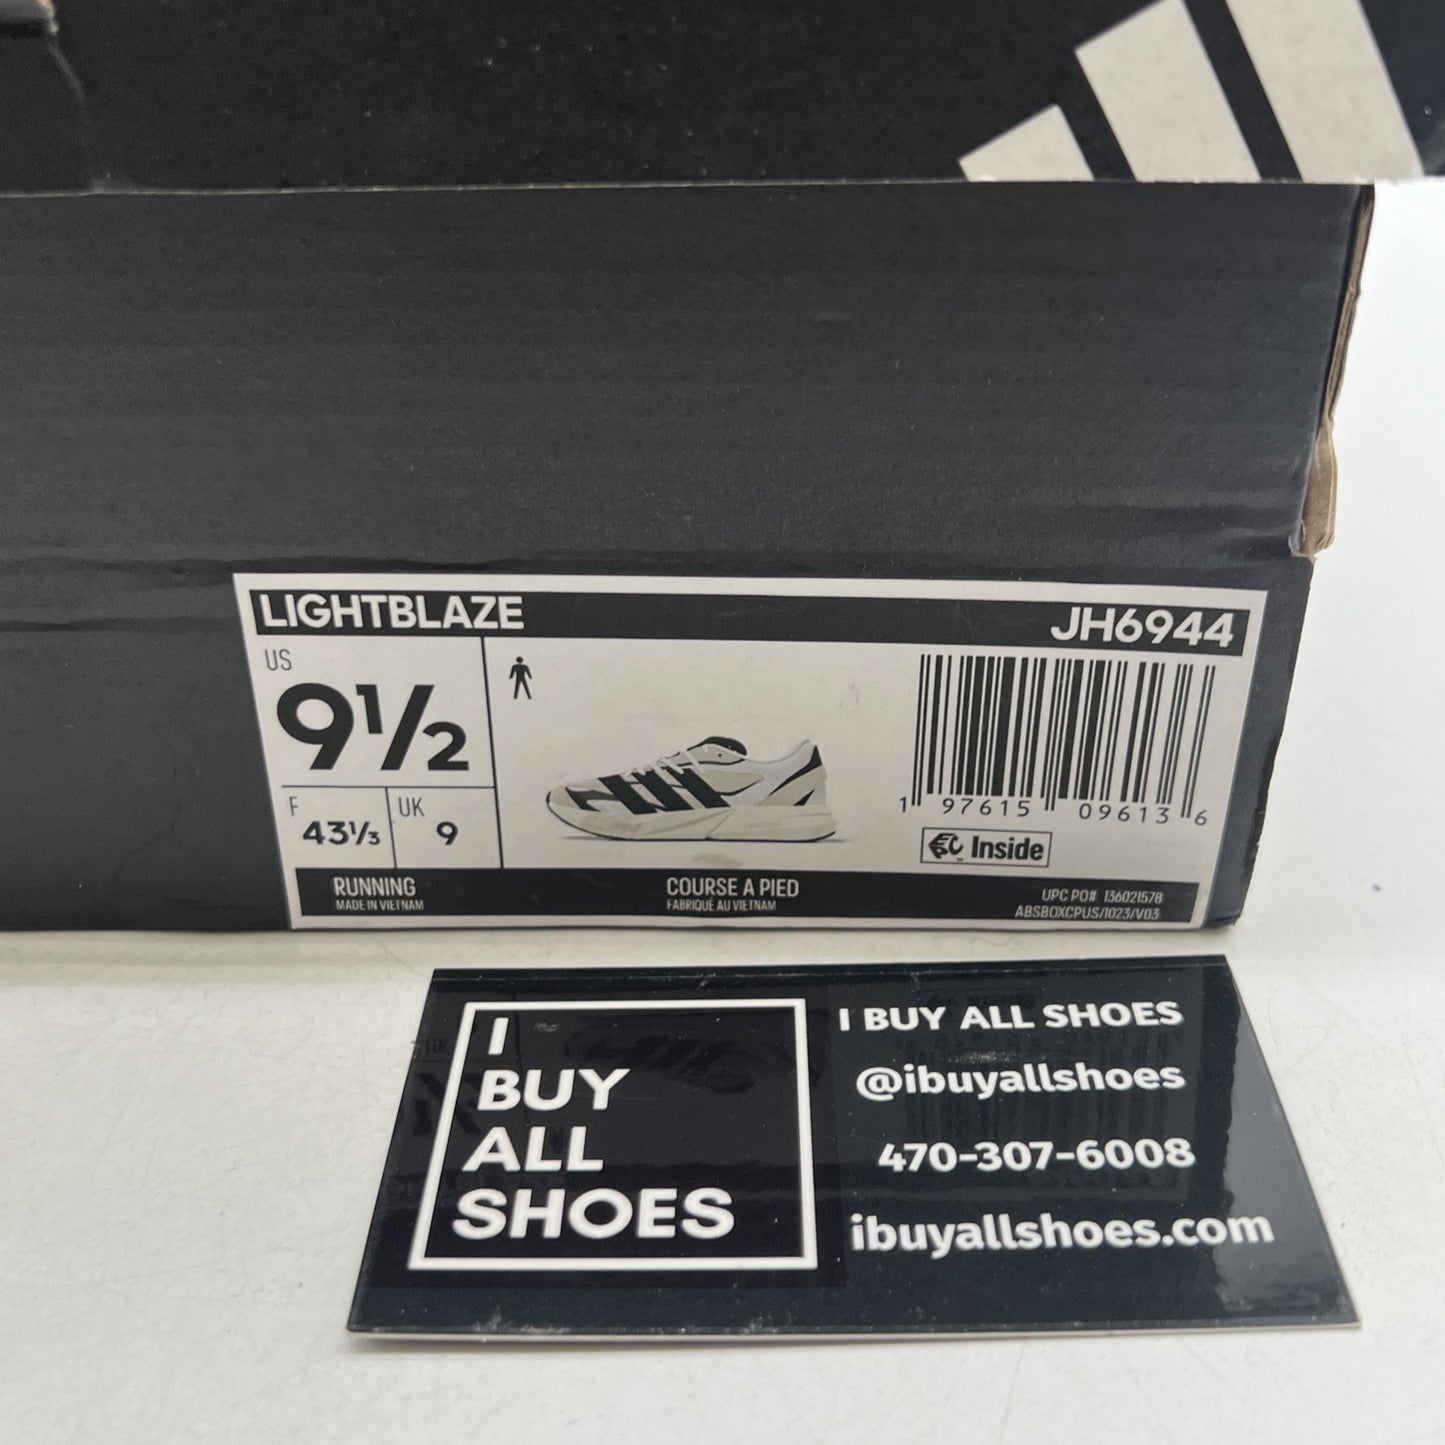 LIGHTBLAZE JH6944
US
9½
F
43⅓
UK
9
1 97615 09613 6
EPC Inside
RUNNING
MADE IN VIETNAM
COURSE A PIED
FABRIQUÉ AU VIETNAM
UPC PO# 136021578
ABSBOXCPUS/1023/V03
I
BUY
ALL
SHOES
I BUY ALL SHOES
@ibuyallshoes
470-307-6008
ibuyallshoes.com